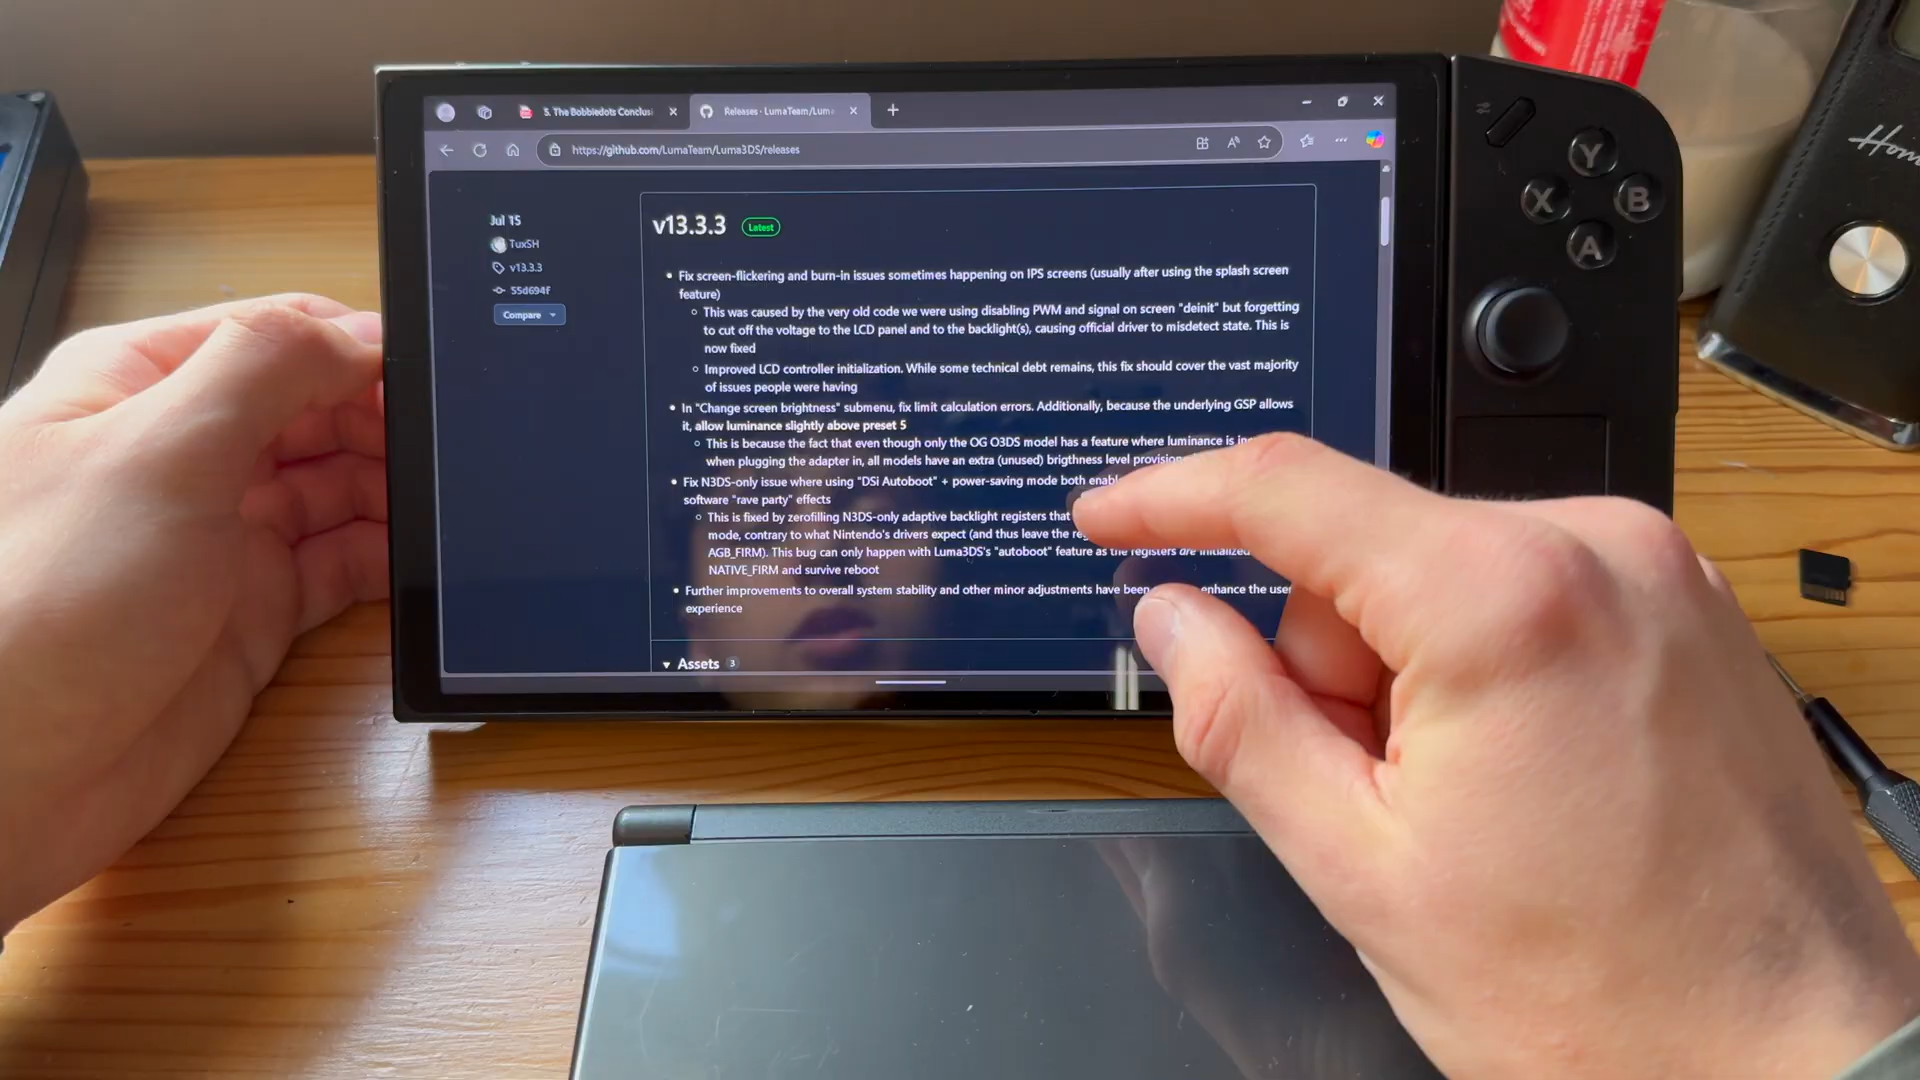 5. The Bobbiedots Conclusi
Releases · LumaTeam/Lum
https://github.com/LumaTeam/Luma3DS/releases
Jul 15
TuxSH
v13.3.3
55d694f
Compare
v13.3.3 Latest
Fix screen-flickering and burn-in issues sometimes happening on IPS screens (usually after using the splash screen
feature)
This was caused by the very old code we were using disabling PWM and signal on screen "deinit" but forgetting
to cut off the voltage to the LCD panel and to the backlight(s), causing official driver to misdetect state. This is
now fixed
Improved LCD controller initialization. While some technical debt remains, this fix should cover the vast majority
of issues people were having
In "Change screen brightness" submenu, fix limit calculation errors. Additionally, because the underlying GSP allows
it, allow luminance slightly above preset 5
This is because the fact that even though only the OG O3DS model has a feature where luminance is
when plugging the adapter in, all models have an extra (unused) brigthness level
Fix N3DS-only issue where using "DSi Autoboot" + power-saving mode both
software "rave party" effects
This is fixed by zerofilling N3DS-only adaptive backlight registers that
mode, contrary to what Nintendo's drivers expect (and thus leave the
AGB_FIRM). This bug can only happen with Luma3DS's "autoboot" feature as the registers are initialized
NATIVE_FIRM and survive reboot
Further improvements to overall system stability and other minor adjustments have been enhance the user
experience
Assets 3
Y
X
B
A